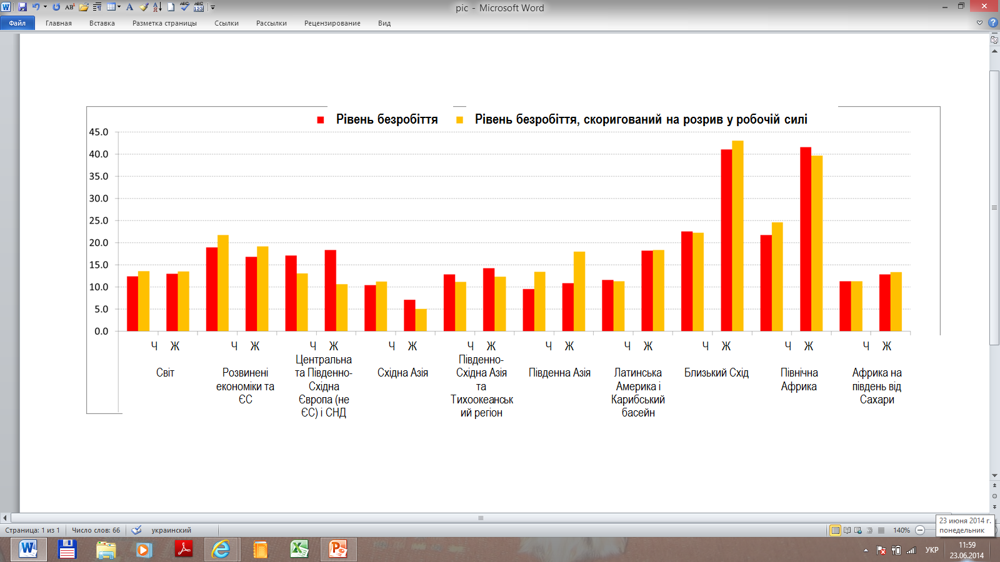 pic - Microsoft Word
Файл Главная Вставка Разметка страницы Ссылки Рассылки Рецензирование Вид
Рівень безробіття Рівень безробіття, скоригований на розрив у робочій силі
45.0
40.0
35.0
30.0
25.0
20.0
15.0
10.0
5.0
0.0
Ч Ж Ч Ж Ч Ж Ч Ж Ч Ж Ч Ж Ч Ж Ч Ж Ч Ж Ч Ж
Світ
Розвинені
економіки та
ЄС
Центральна
та Південно-
Східна
Європа (не
ЄС) і СНД
Східна Азія
Південно-
Східна Азія
та
Тихоокеанськ
ий регіон
Південна Азія
Латинська
Америка і
Карибський
басейн
Близький Схід
Північна
Африка
Африка на
південь від
Сахари
Страница: 1 из 1 Число слов: 66 украинский 140%
23 июня 2014 г.
понедельник
УКР
11:59
23.06.2014